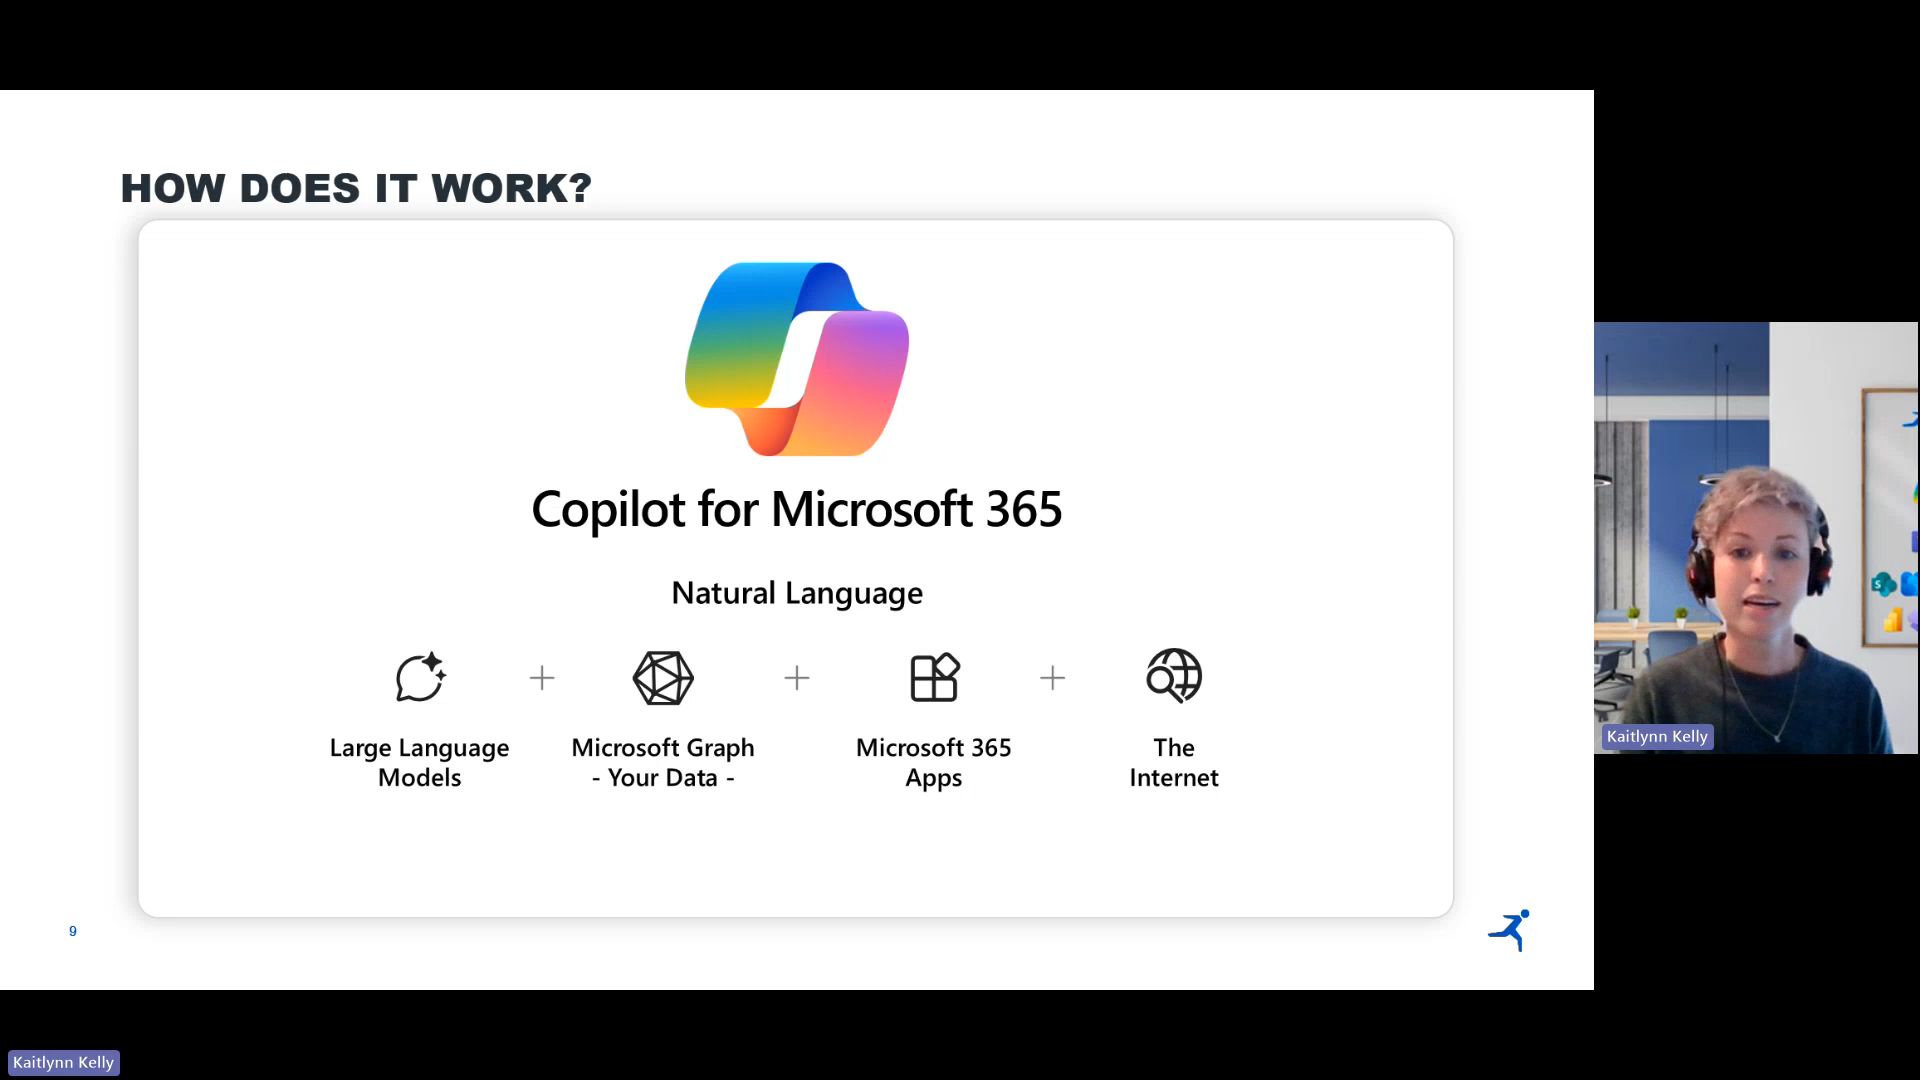 HOW DOES IT WORK?
Copilot for Microsoft 365
Natural Language
Large Language
Models
+
Microsoft Graph
- Your Data -
+
Microsoft 365
Apps
+
The
Internet
9
Kaitlynn Kelly
Kaitlynn Kelly